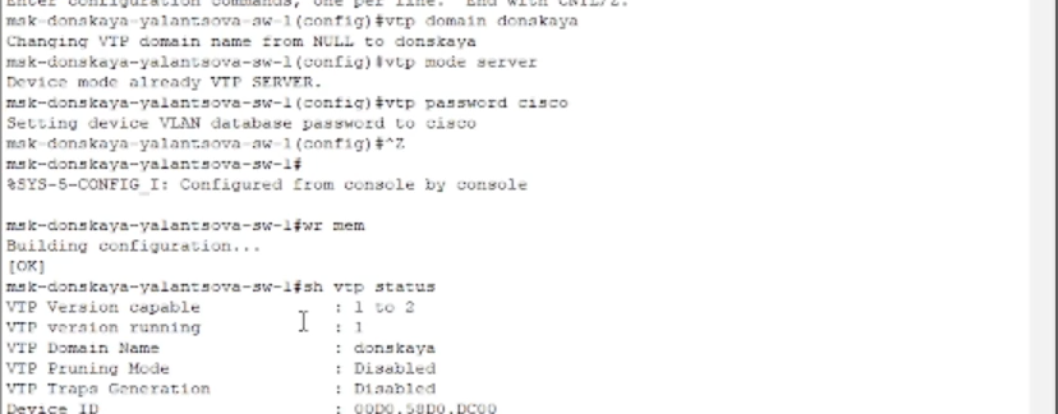 Enter configuration commands, one per line.  End with CNTL/Z.
msk-donskaya-yalantsova-sw-1(config)#vtp domain donskaya
Changing VTP domain name from NULL to donskaya
msk-donskaya-yalantsova-sw-1(config)#vtp mode server
Device mode already VTP SERVER.
msk-donskaya-yalantsova-sw-1(config)#vtp password cisco
Setting device VLAN database password to cisco
msk-donskaya-yalantsova-sw-1(config)#^Z
msk-donskaya-yalantsova-sw-1#
%SYS-5-CONFIG_I: Configured from console by console
msk-donskaya-yalantsova-sw-1#wr mem
Building configuration...
[OK]
msk-donskaya-yalantsova-sw-1#sh vtp status
VTP Version capable : 1 to 2
VTP version running : 1
VTP Domain Name : donskaya
VTP Pruning Mode : Disabled
VTP Traps Generation : Disabled
Device ID : 00D0.58D0.DC00